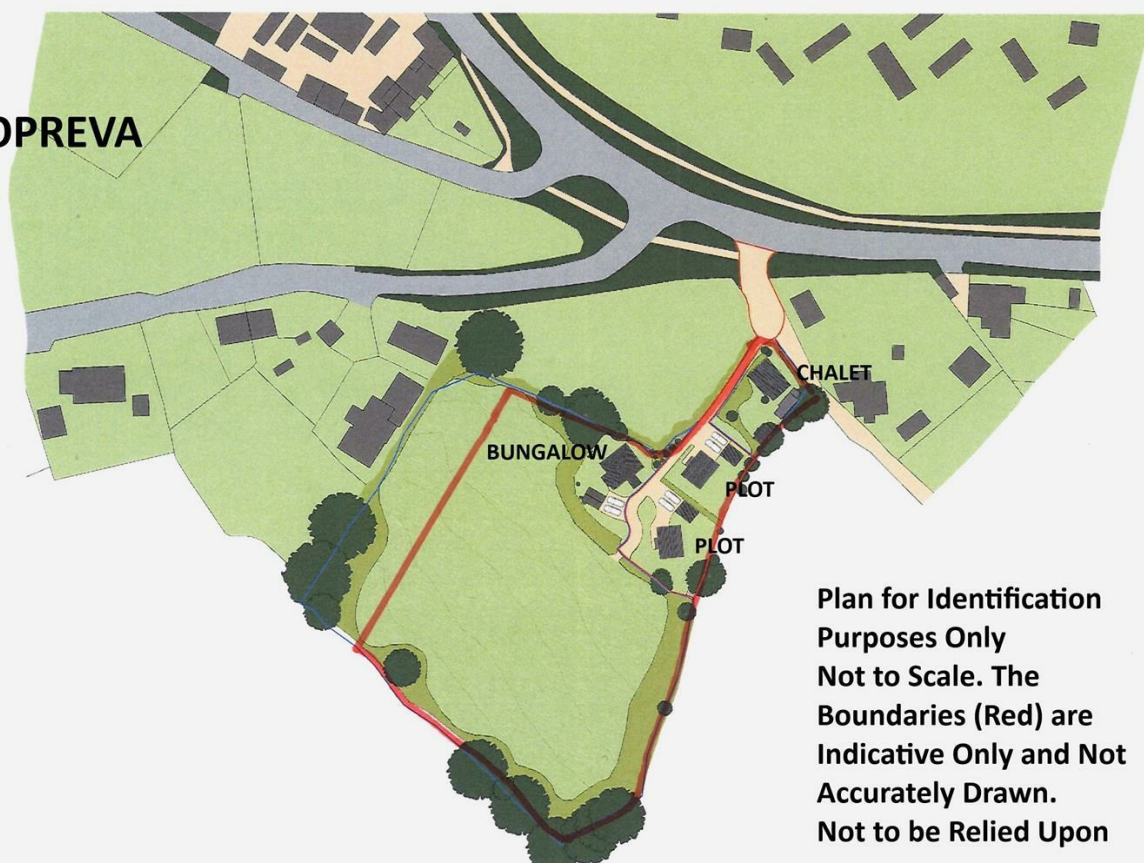 OPREVA
CHALET
BUNGALOW
PLOT
PLOT
Plan for Identification
Purposes Only
Not to Scale. The
Boundaries (Red) are
Indicative Only and Not
Accurately Drawn.
Not to be Relied Upon